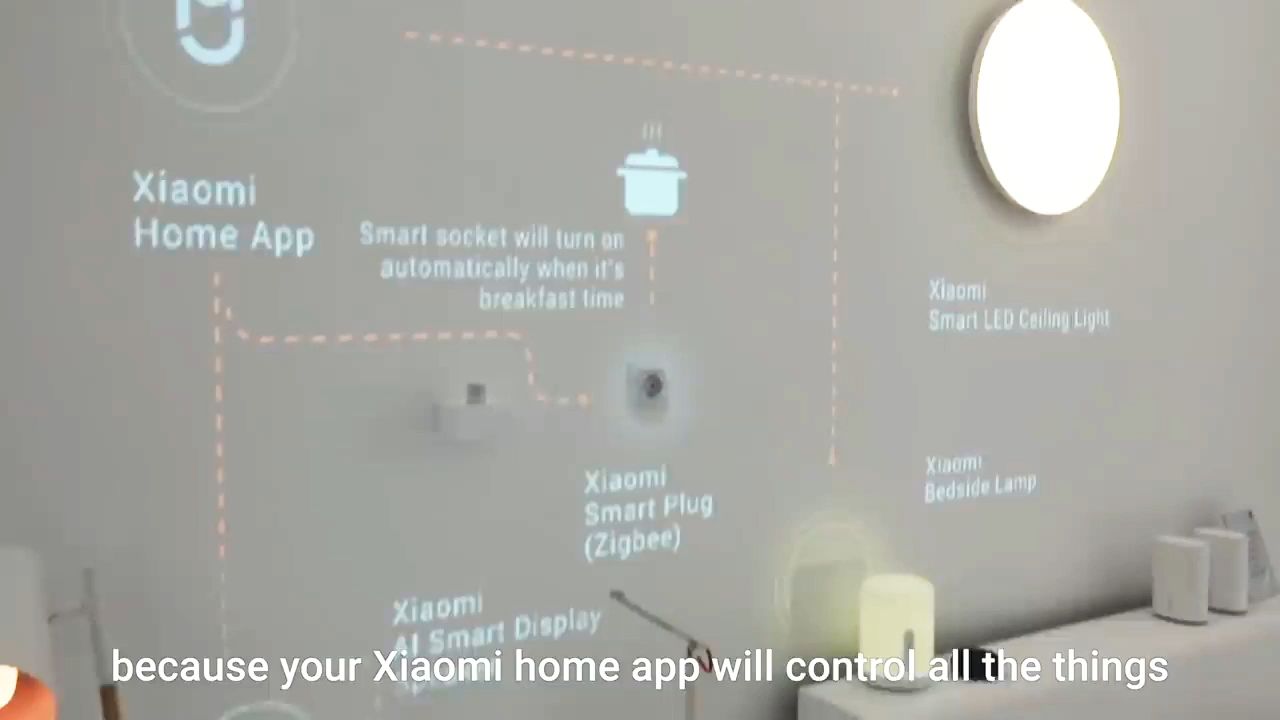 Xiaomi
Home App
Smart socket will turn on
automatically when it's
breakfast time
Xiaomi
Smart LED Ceiling Light
Xiaomi
Smart Plug
(Zigbee)
Xiaomi
Bedside Lamp
Xiaomi
AI Smart Display
because your Xiaomi home app will control all the things